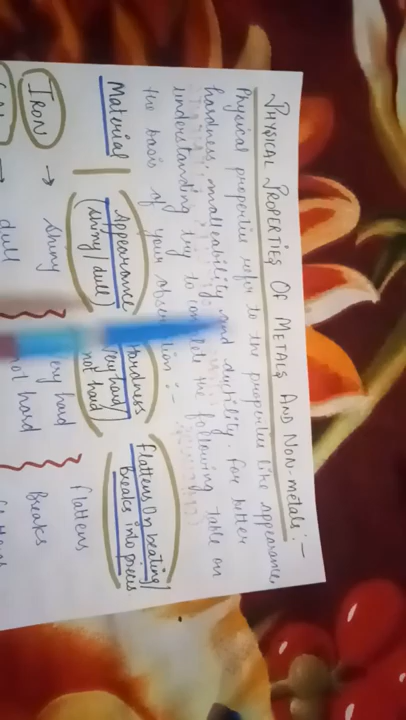 PHYSICAL PROPERTIES OF METALS AND NON-METALS:-
Physical properties refer to the properties like appearance,
hardness, malleability and ductility. For better
understanding try to the following table on
the basis of your :-
Material Appearance (shiny/dull) Hardness Very hard/ not hard Flattens On beating/ Breaks into pieces
IRON → Shiny very hard flattens
→ dull not hard Breaks